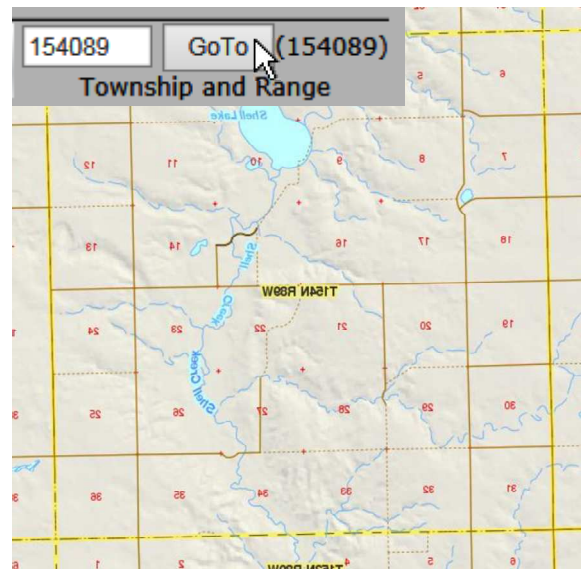 154089 GoTo (154089)
Township and Range
5 6
Shell Lake
12 11 10 9 8 7
13 14 16 17 18
Shell Creek
T154N R89W
24 23 22 21 20 19
Shell Creek
25 26 27 28 29 30
36 35 34 33 32 31
1 2 4 5 6